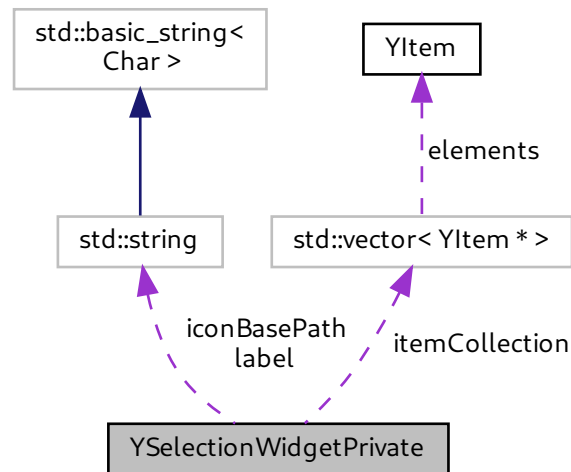 std::basic_string<
Char >
YItem
elements
std::string
std::vector< YItem * >
iconBasePath
label
itemCollection
YSelectionWidgetPrivate